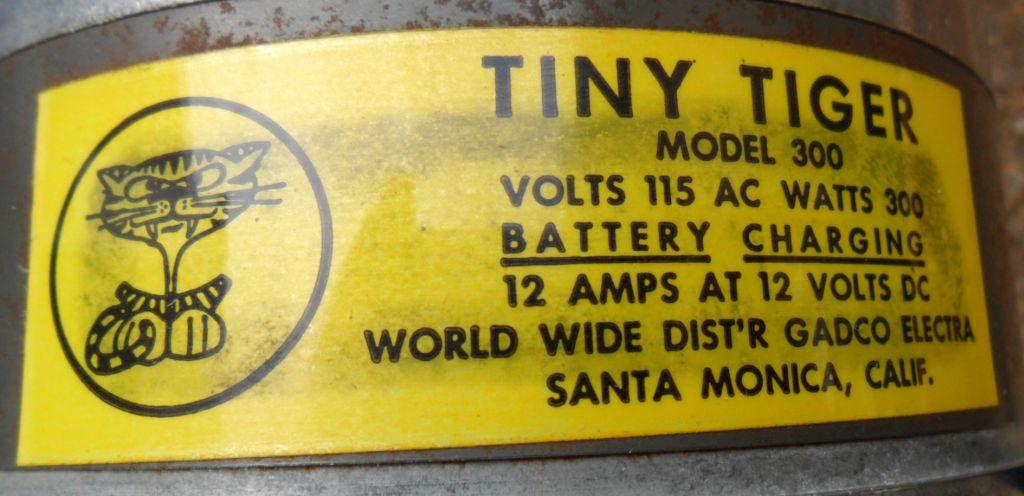 TINY TIGER
MODEL 300
VOLTS 115 AC WATTS 300
BATTERY CHARGING
12 AMPS AT 12 VOLTS DC
WORLD WIDE DIST'R GADCO ELECTRA
SANTA MONICA, CALIF.